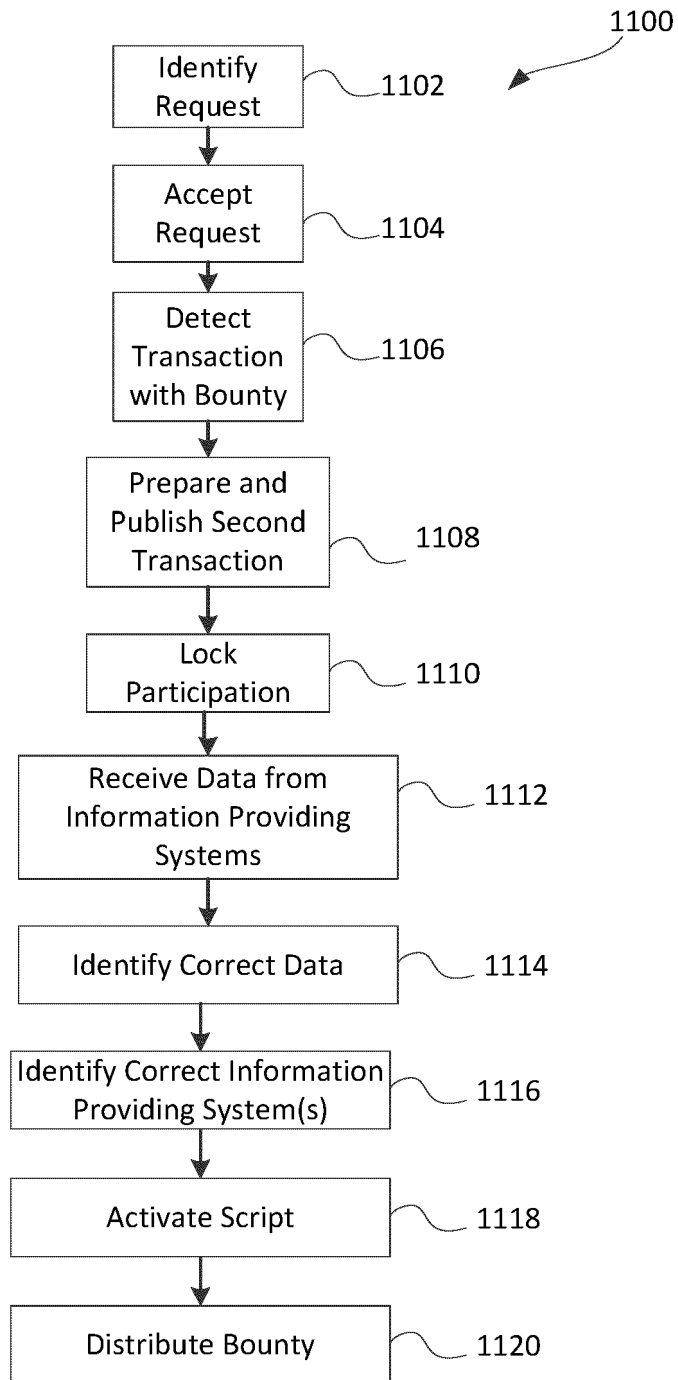 1100
Identify
Request
1102
Accept
Request
1104
Detect
Transaction
with Bounty
1106
Prepare and
Publish Second
Transaction
1108
Lock
Participation
1110
Receive Data from
Information Providing
Systems
1112
Identify Correct Data
1114
Identify Correct Information
Providing System(s)
1116
Activate Script
1118
Distribute Bounty
1120